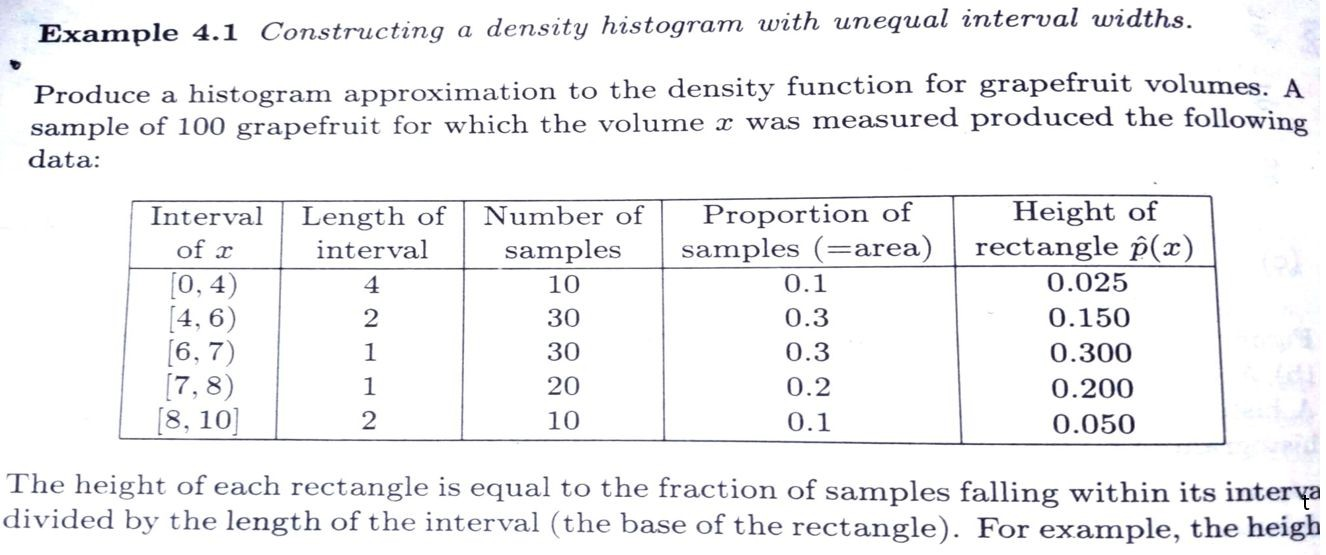 Example 4.1 Constructing a density histogram with unequal interval widths.
Produce a histogram approximation to the density function for grapefruit volumes. A
sample of 100 grapefruit for which the volume x was measured produced the following
data:
Interval of x | Length of interval | Number of samples | Proportion of samples (=area) | Height of rectangle p̂(x)
[0, 4) 4 10 0.1 0.025
[4, 6) 2 30 0.3 0.150
[6, 7) 1 30 0.3 0.300
[7, 8) 1 20 0.2 0.200
[8, 10] 2 10 0.1 0.050
The height of each rectangle is equal to the fraction of samples falling within its interva
divided by the length of the interval (the base of the rectangle). For example, the heigh